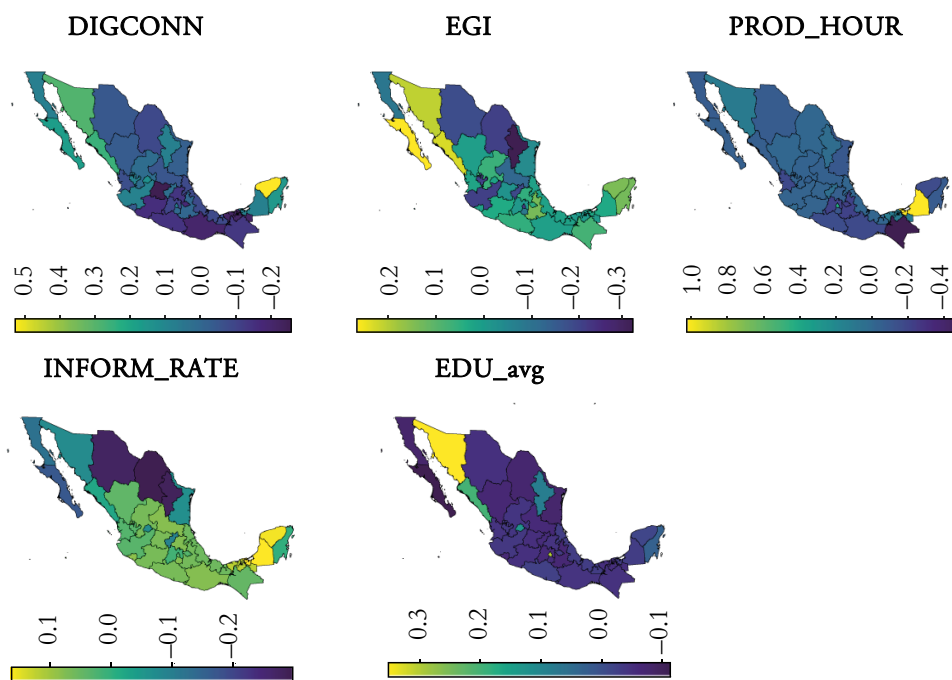 DIGCONN EGI PROD_HOUR
0.5 0.4 0.3 0.2 0.1 0.0 −0.1 −0.2
0.2 0.1 0.0 −0.1 −0.2 −0.3
1.0 0.8 0.6 0.4 0.2 0.0 −0.2 −0.4
INFORM_RATE EDU_avg
0.1 0.0 −0.1 −0.2
0.3 0.2 0.1 0.0 −0.1